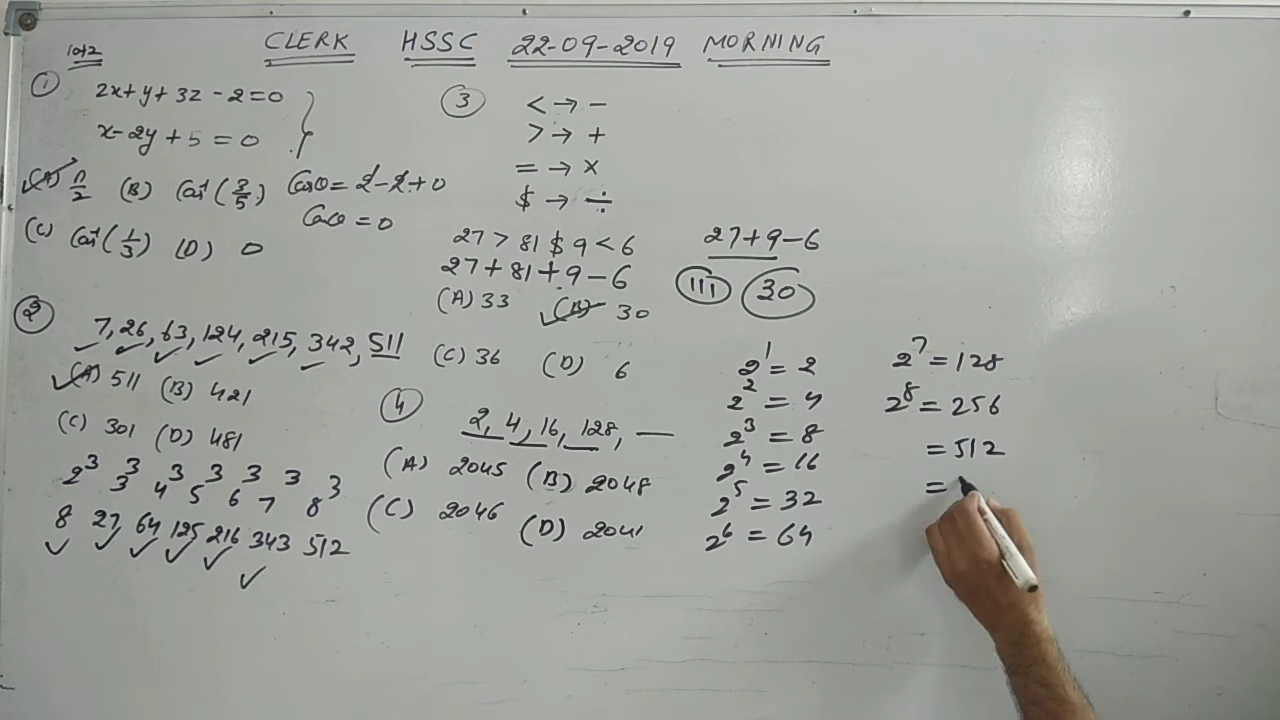 CLERK HSSC 22-09-2019 MORNING
1 of 2
①
2x+y+3z-2=0
x-2y+5=0
(A) π/2 (B) Cos⁻¹(3/5)
(C) Cos⁻¹(1/3) (D) 0
Cosθ=2-2+0
Cosθ=0
②
7, 26, 63, 124, 215, 342, 511
(A) 511 (B) 421
(C) 301 (D) 481
2³ 3³ 4³ 5³ 6³ 7³ 8³
8 27 64 125 216 343 512
③
< → -
> → +
= → ×
$ → ÷
27 > 81 $ 9 < 6
27 + 81 ÷ 9 - 6
(A) 33 (B) 30
(C) 36 (D) 6
27+9-6
111 30
④
2, 4, 16, 128, —
(A) 2045 (B) 2048
(C) 2046 (D) 2041
2¹ = 2
2² = 4
2³ = 8
2⁴ = 16
2⁵ = 32
2⁶ = 64
2⁷ = 128
2⁸ = 256
= 512
=